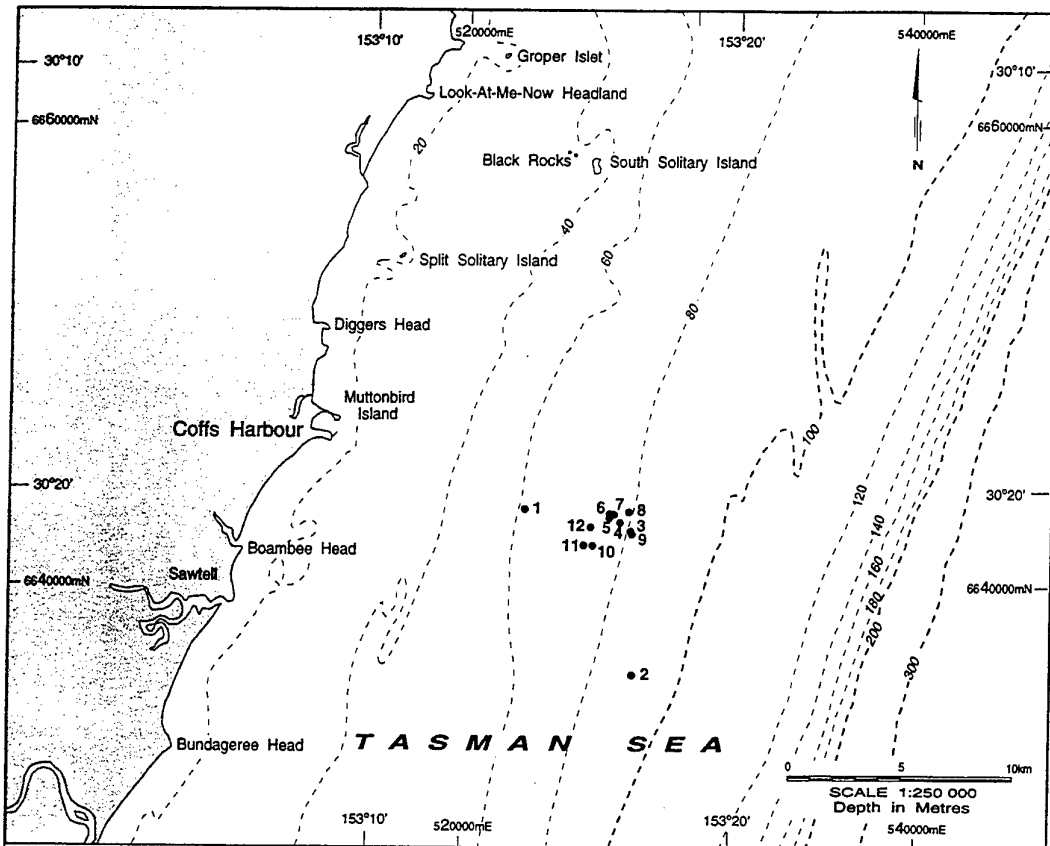 153°10'
520000mE
153°20'
540000mE
30°10'
Groper Islet
30°10'
Look-At-Me-Now Headland
6660000mN
6660000mN
20
Black Rocks
South Solitary Island
N
40
Split Solitary Island
60
80
Diggers Head
Muttonbird
Island
Coffs Harbour
100
30°20'
30°20'
120
1
6
7
8
12
5
4
3
9
11
10
140
Boambee Head
160
Sawtell
6640000mN
6640000mN
180
200
300
2
Bundageree Head
TASMAN SEA
0
5
10km
SCALE 1:250 000
Depth in Metres
153°10'
520000mE
153°20'
540000mE